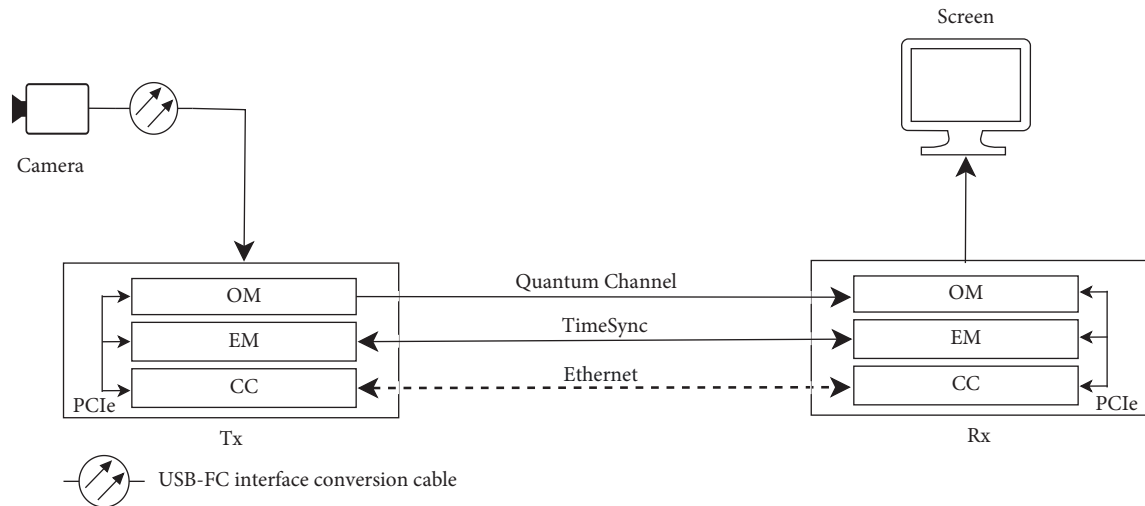 Screen
Camera
OM
EM
CC
PCIe
Tx
Quantum Channel
TimeSync
Ethernet
OM
EM
CC
PCIe
Rx
USB-FC interface conversion cable